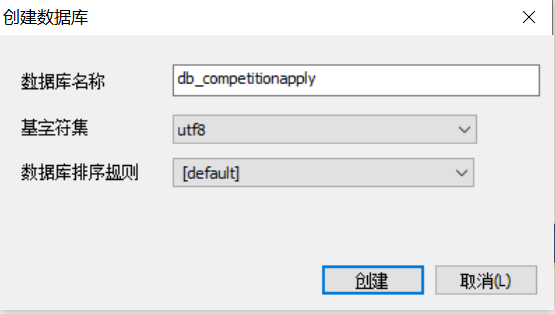 创建数据库
数据库名称 db_competitionapply
基字符集 utf8
数据库排序规则 [default]
创建 取消(L)